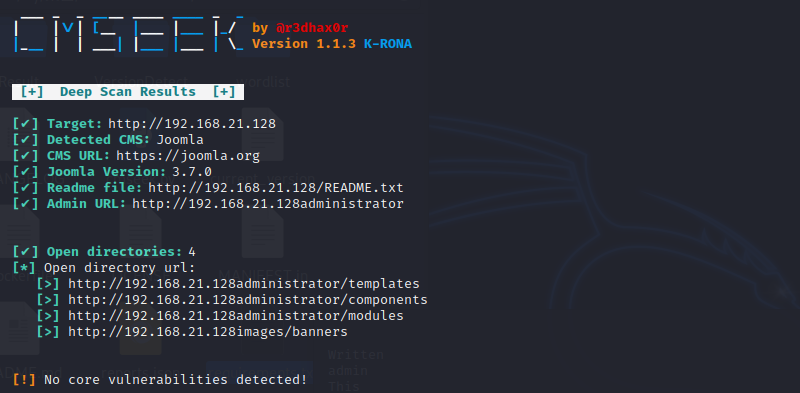 CMSEEK by @r3dhax0r
Version 1.1.3 K-RONA
[+] Deep Scan Results [+]
[✔] Target: http://192.168.21.128
[✔] Detected CMS: Joomla
[✔] CMS URL: https://joomla.org
[✔] Joomla Version: 3.7.0
[✔] Readme file: http://192.168.21.128/README.txt
[✔] Admin URL: http://192.168.21.128administrator
[✔] Open directories: 4
[*] Open directory url:
[>] http://192.168.21.128administrator/templates
[>] http://192.168.21.128administrator/components
[>] http://192.168.21.128administrator/modules
[>] http://192.168.21.128images/banners
Written
admin
This
[!] No core vulnerabilities detected!